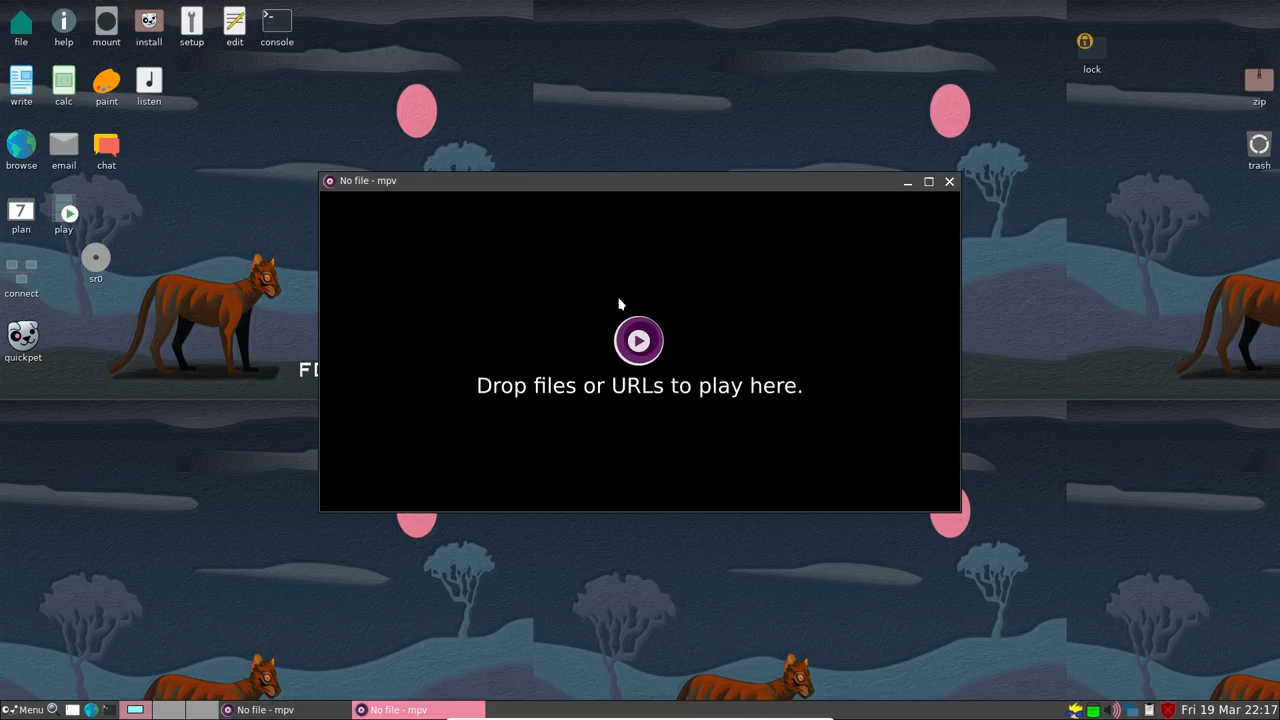 file
help
mount
install
setup
edit
console
lock
write
calc
paint
listen
zip
browse
email
chat
trash
7
plan
play
No file - mpv
sr0
connect
quickpet
Drop files or URLs to play here.
Menu
No file - mpv
No file - mpv
Fri 19 Mar 22:17